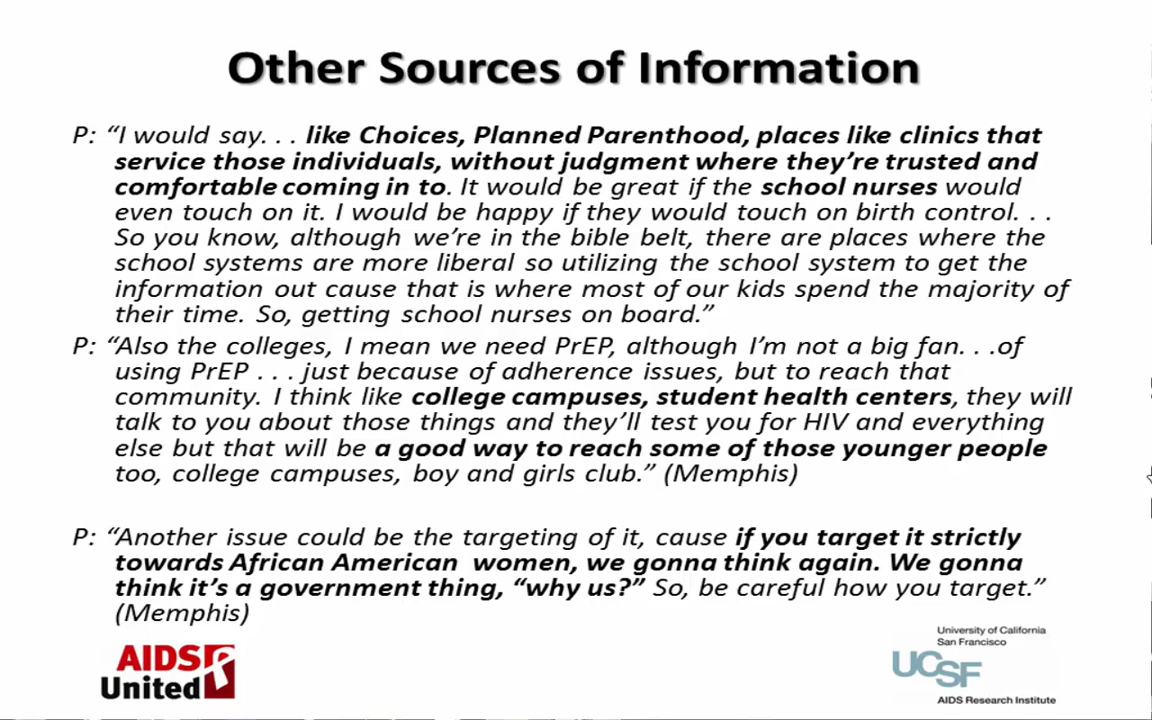 Other Sources of Information
P: “I would say. . . like Choices, Planned Parenthood, places like clinics that
service those individuals, without judgment where they’re trusted and
comfortable coming in to. It would be great if the school nurses would
even touch on it. I would be happy if they would touch on birth control. . .
So you know, although we’re in the bible belt, there are places where the
school systems are more liberal so utilizing the school system to get the
information out cause that is where most of our kids spend the majority of
their time. So, getting school nurses on board.”
P: “Also the colleges, I mean we need PrEP, although I’m not a big fan. . .of
using PrEP . . . just because of adherence issues, but to reach that
community. I think like college campuses, student health centers, they will
talk to you about those things and they’ll test you for HIV and everything
else but that will be a good way to reach some of those younger people
too, college campuses, boy and girls club.” (Memphis)
P: “Another issue could be the targeting of it, cause if you target it strictly
towards African American women, we gonna think again. We gonna
think it’s a government thing, “why us?” So, be careful how you target.”
(Memphis)
AIDS
United
University of California
San Francisco
UCSF
AIDS Research Institute